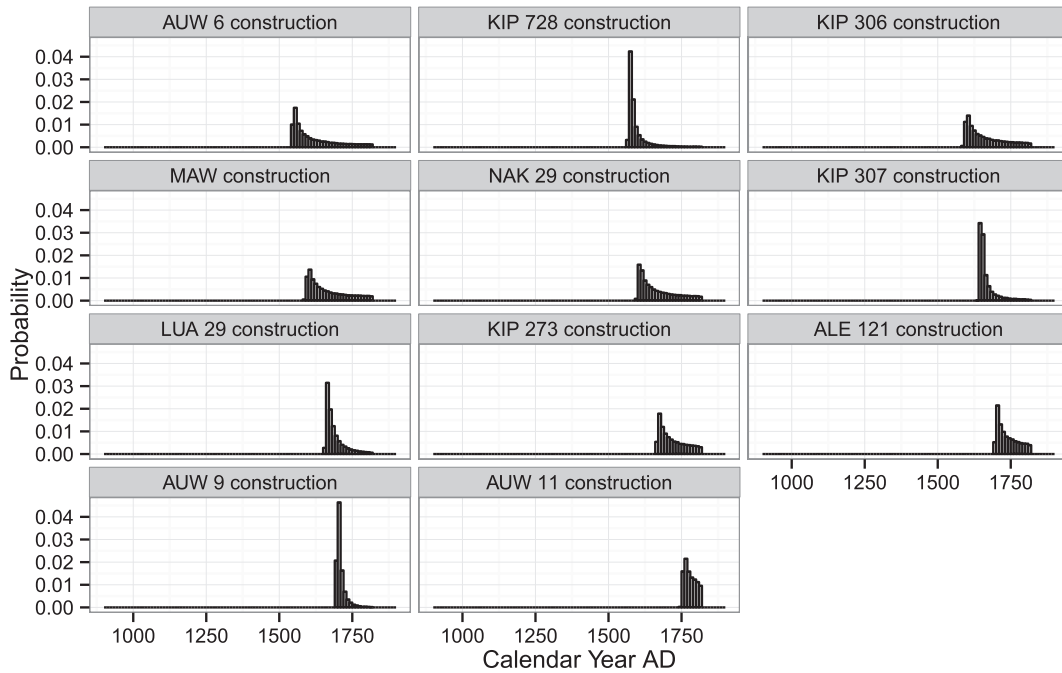 AUW 6 construction
KIP 728 construction
KIP 306 construction
0.04
0.03
0.02
0.01
0.00
MAW construction
NAK 29 construction
KIP 307 construction
0.04
0.03
0.02
0.01
0.00
LUA 29 construction
KIP 273 construction
ALE 121 construction
0.04
0.03
0.02
0.01
0.00
1000 1250 1500 1750
AUW 9 construction
AUW 11 construction
0.04
0.03
0.02
0.01
0.00
1000 1250 1500 1750
1000 1250 1500 1750
Probability
Calendar Year AD